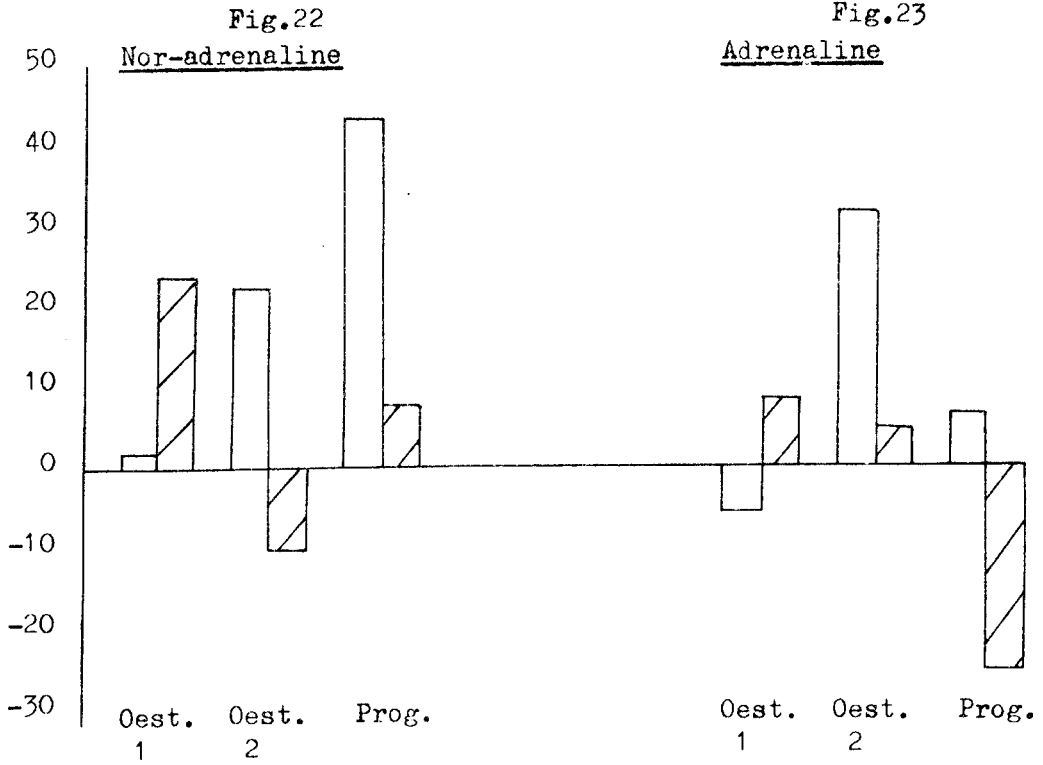 Fig.22
Nor-adrenaline
Fig.23
Adrenaline
50
40
30
20
10
0
-10
-20
-30
Oest. Oest. Prog.
1 2
Oest. Oest. Prog.
1 2